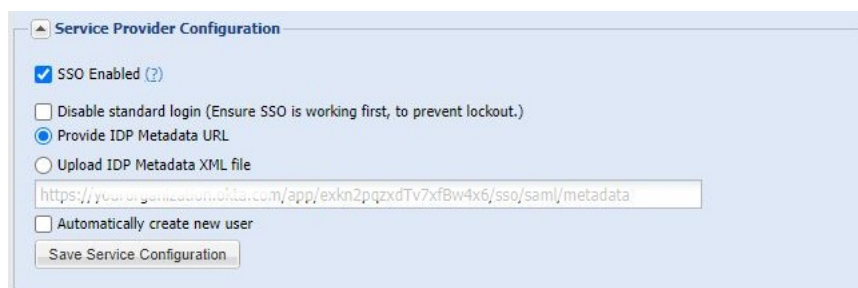 Service Provider Configuration
SSO Enabled (?)
Disable standard login (Ensure SSO is working first, to prevent lockout.)
Provide IDP Metadata URL
Upload IDP Metadata XML file
https://yourorganization.okta.com/app/exkn2pqzxdTv7xfBw4x6/sso/saml/metadata
Automatically create new user
Save Service Configuration